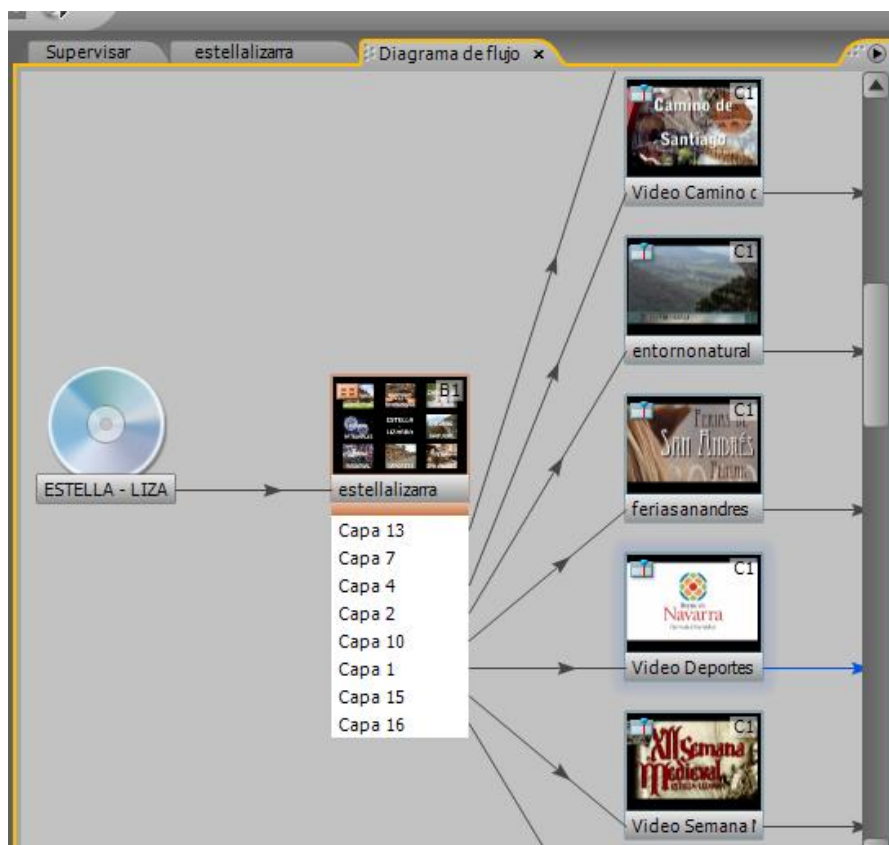 Supervisar
estellalizarra
Diagrama de flujo
C1
Camino de
Santiago
Video Camino c
C1
entornonatural
B1
ESTELLA
LIZARRA
ESTELLA - LIZA
estellalizarra
C1
FERIAS DE
SAN ANDRÉS
feriasanandres
Capa 13
Capa 7
Capa 4
Capa 2
Capa 10
Capa 1
Capa 15
Capa 16
C1
Navarra
Video Deportes
C1
XII Semana
Medieval
Video Semana